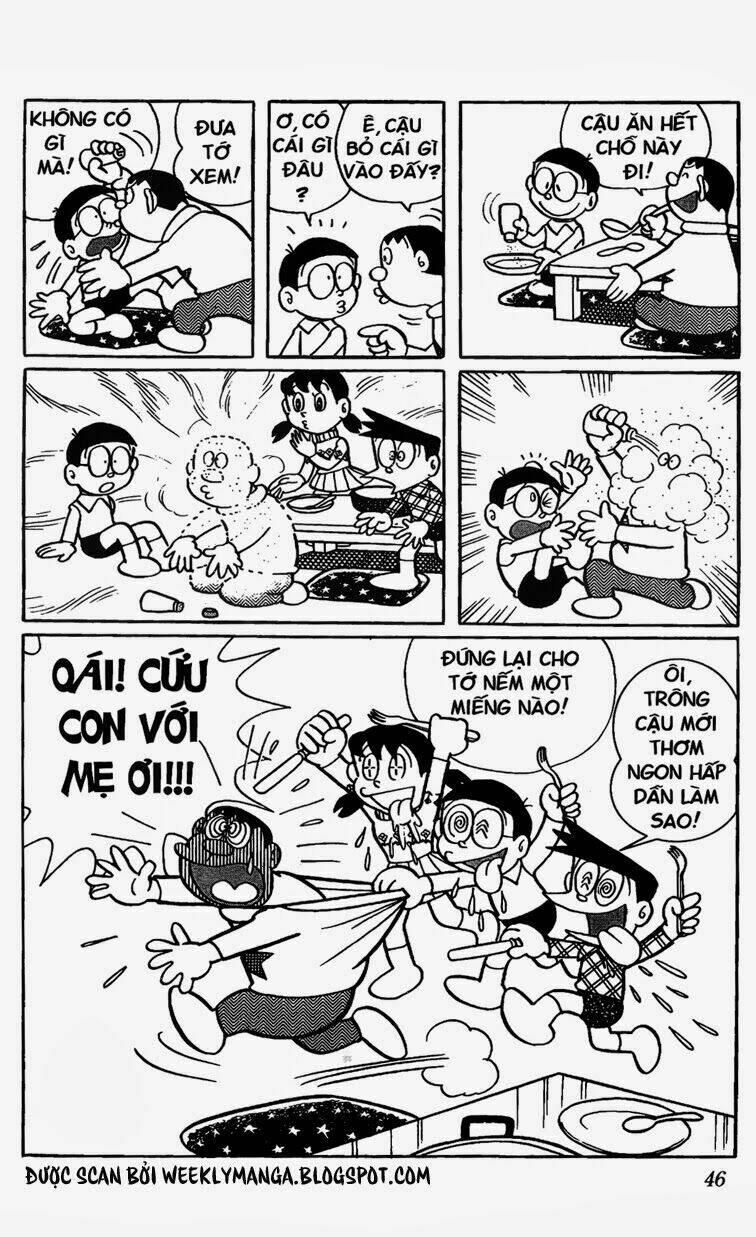 CẬU ĂN HẾT
CHỖ NÀY
ĐI!
Ê, CẬU
BỎ CÁI GÌ
VÀO ĐẤY?
Ơ, CÓ
CÁI GÌ
ĐÂU
?
ĐƯA
TỚ
XEM!
KHÔNG CÓ
GÌ
MÀ!
ÔI,
TRÔNG
CẬU MỚI
THƠM
NGON HẤP
DẪN LÀM
SAO!
ĐỨNG LẠI CHO
TỚ NẾM MỘT
MIẾNG NÀO!
OÁI! CỨU
CON VỚI
MẸ ƠI!!!
ĐƯỢC SCAN BỞI WEEKLYMANGA.BLOGSPOT.COM
46